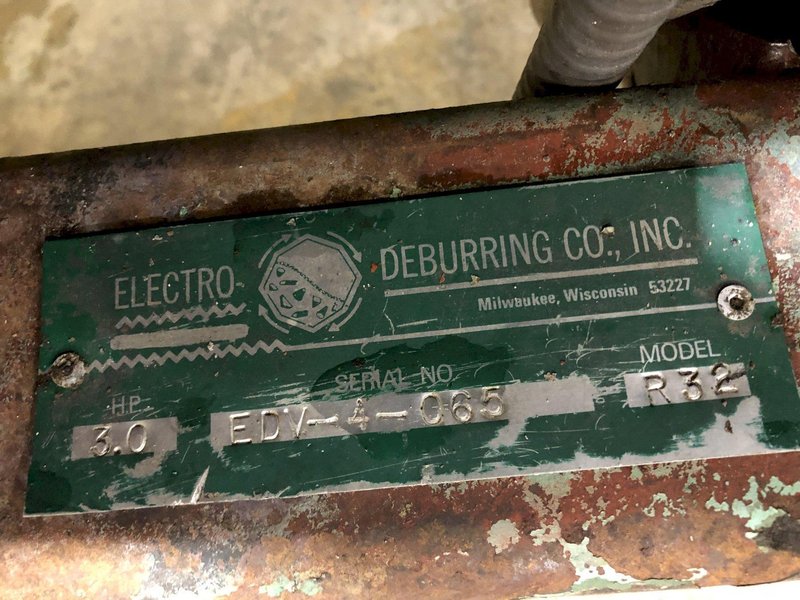 ELECTRO- DEBURRING CO., INC.
Milwaukee, Wisconsin 53227
H.P. SERIAL NO MODEL
3.0 EDV-4-065 R32